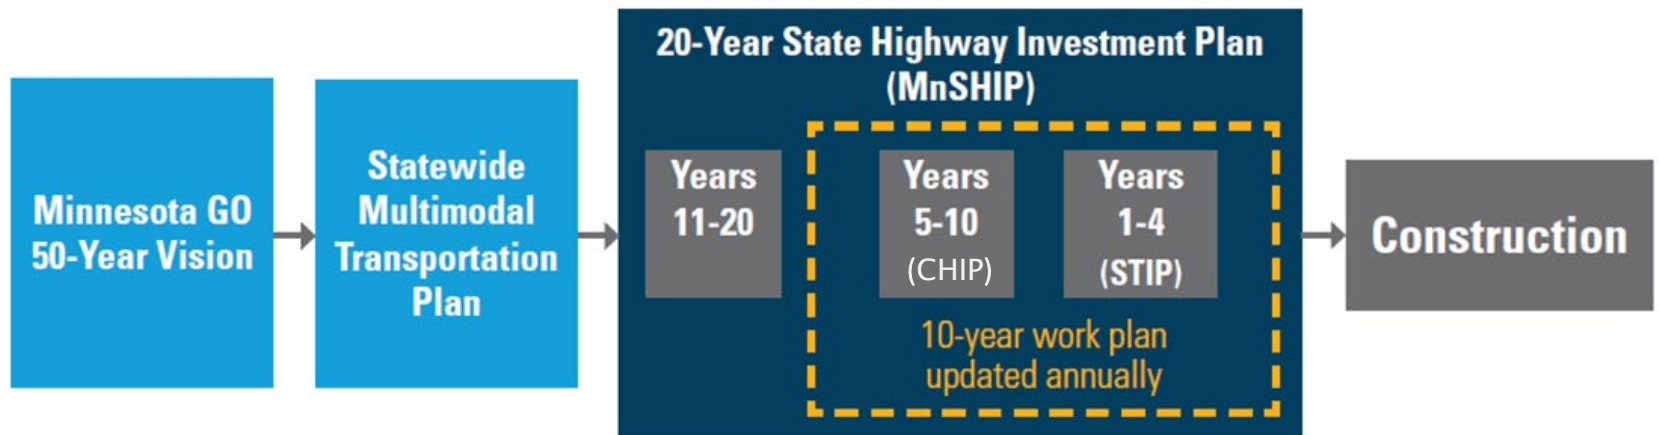 Minnesota GO
50-Year Vision
Statewide
Multimodal
Transportation
Plan
20-Year State Highway Investment Plan
(MnSHIP)
Years
11-20
Years
5-10
(CHIP)
Years
1-4
(STIP)
10-year work plan
updated annually
Construction